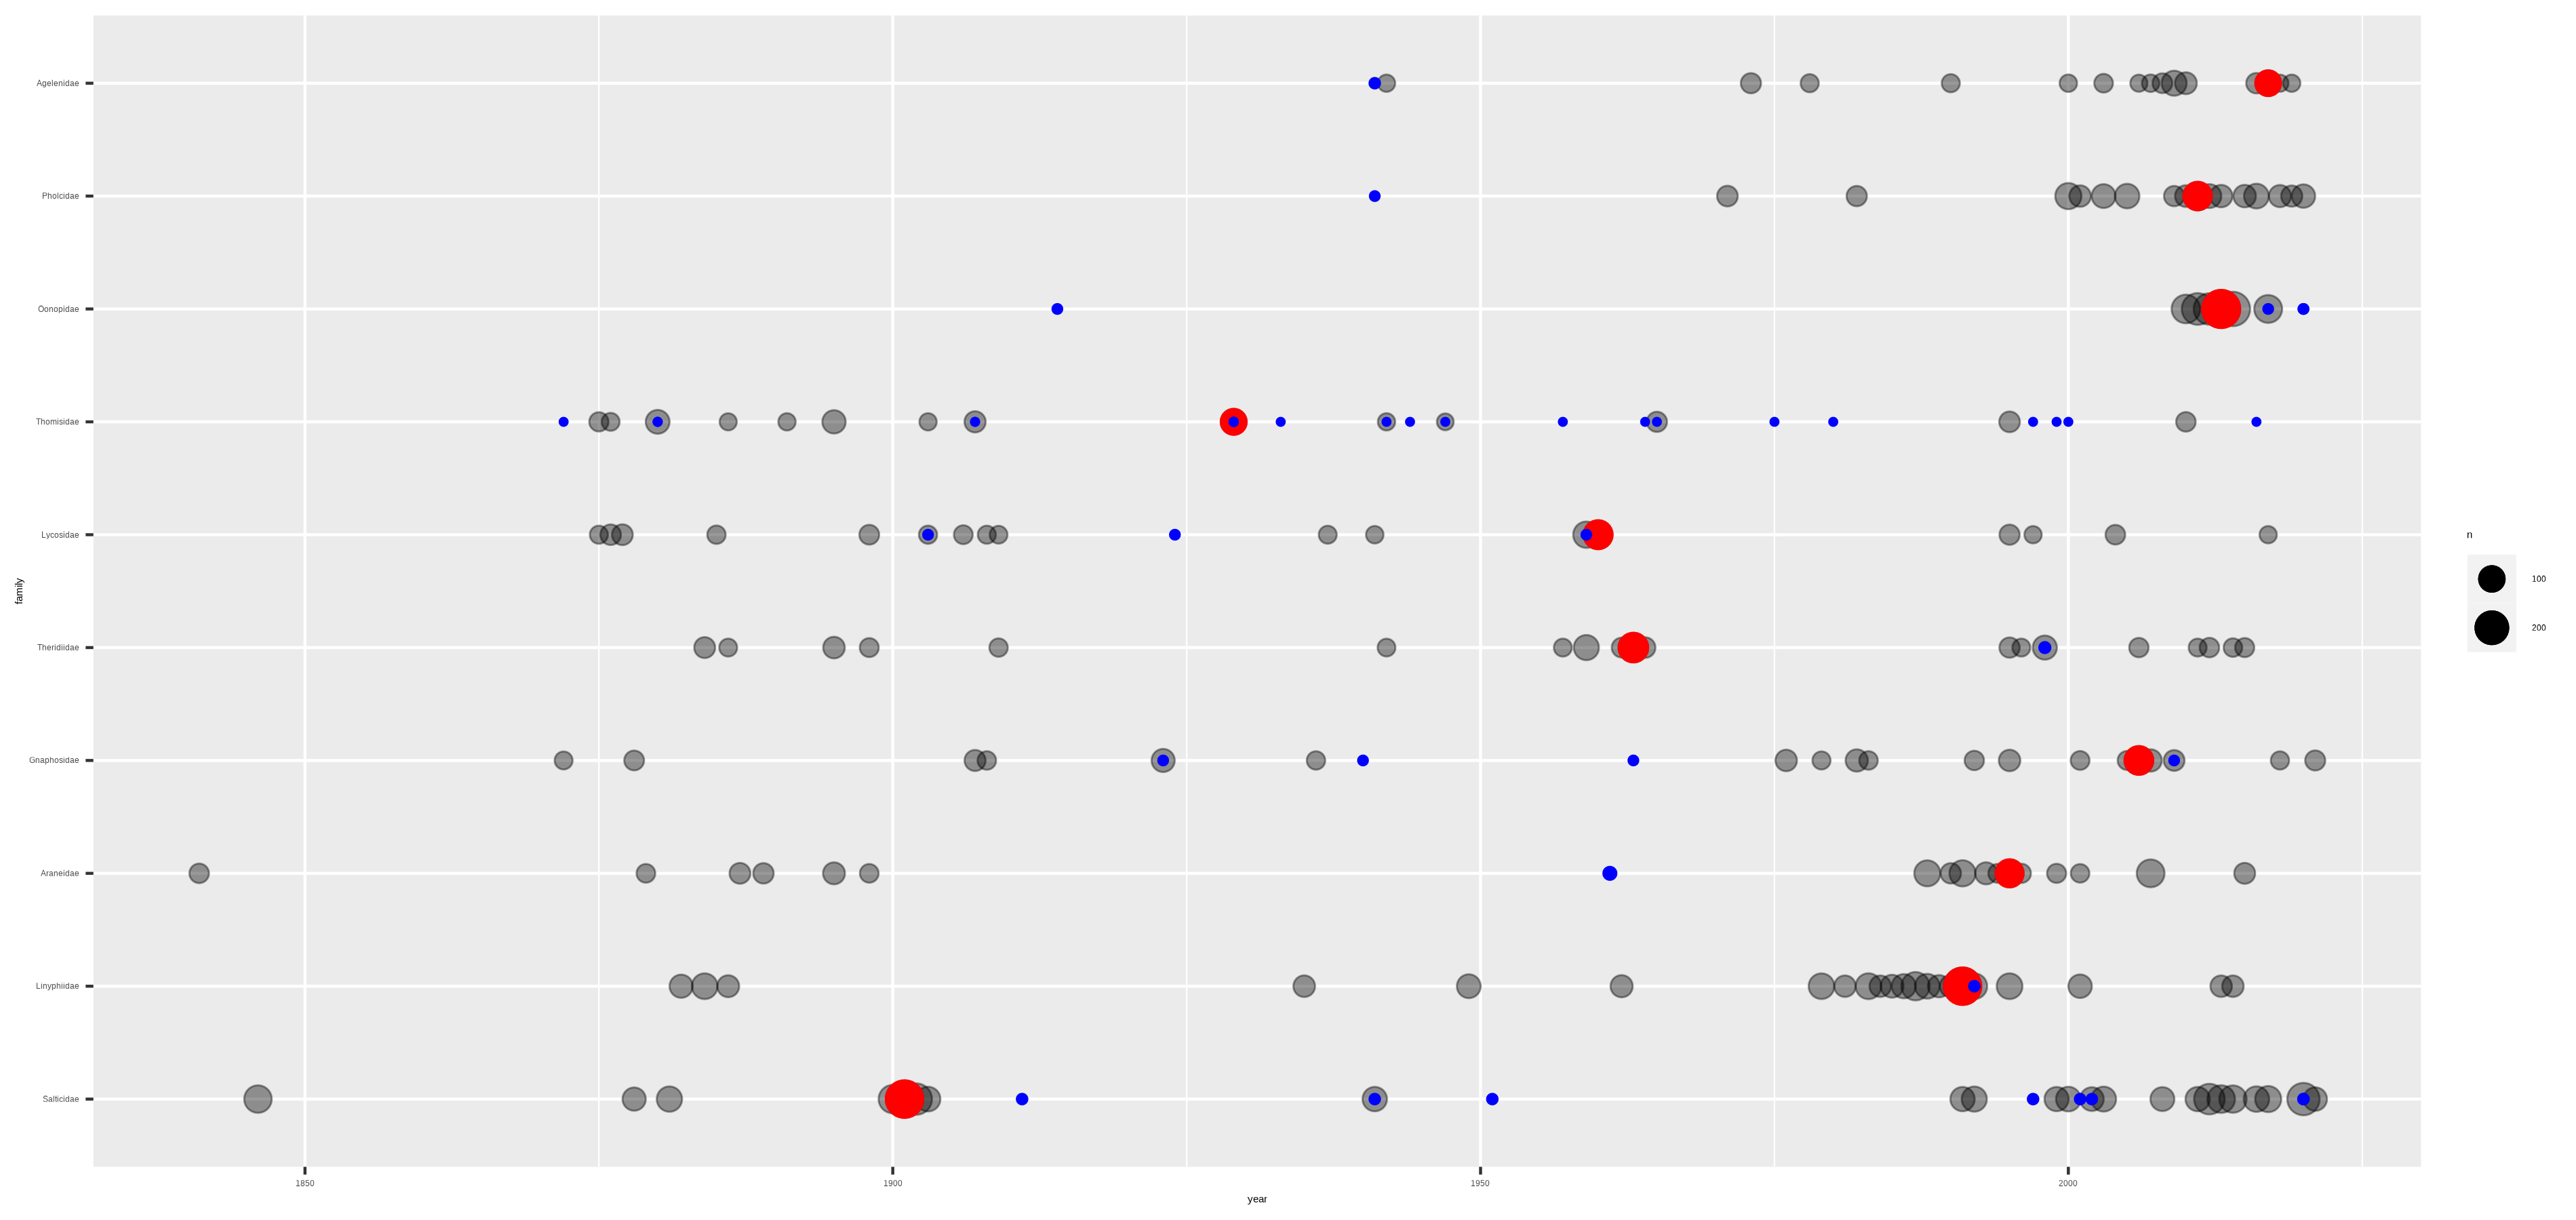 Agelenidae
Pholcidae
Oonopidae
Thomisidae
Lycosidae
Theridiidae
Gnaphosidae
Araneidae
Linyphiidae
Salticidae
family
1850
1900
1950
2000
year
n
100
200